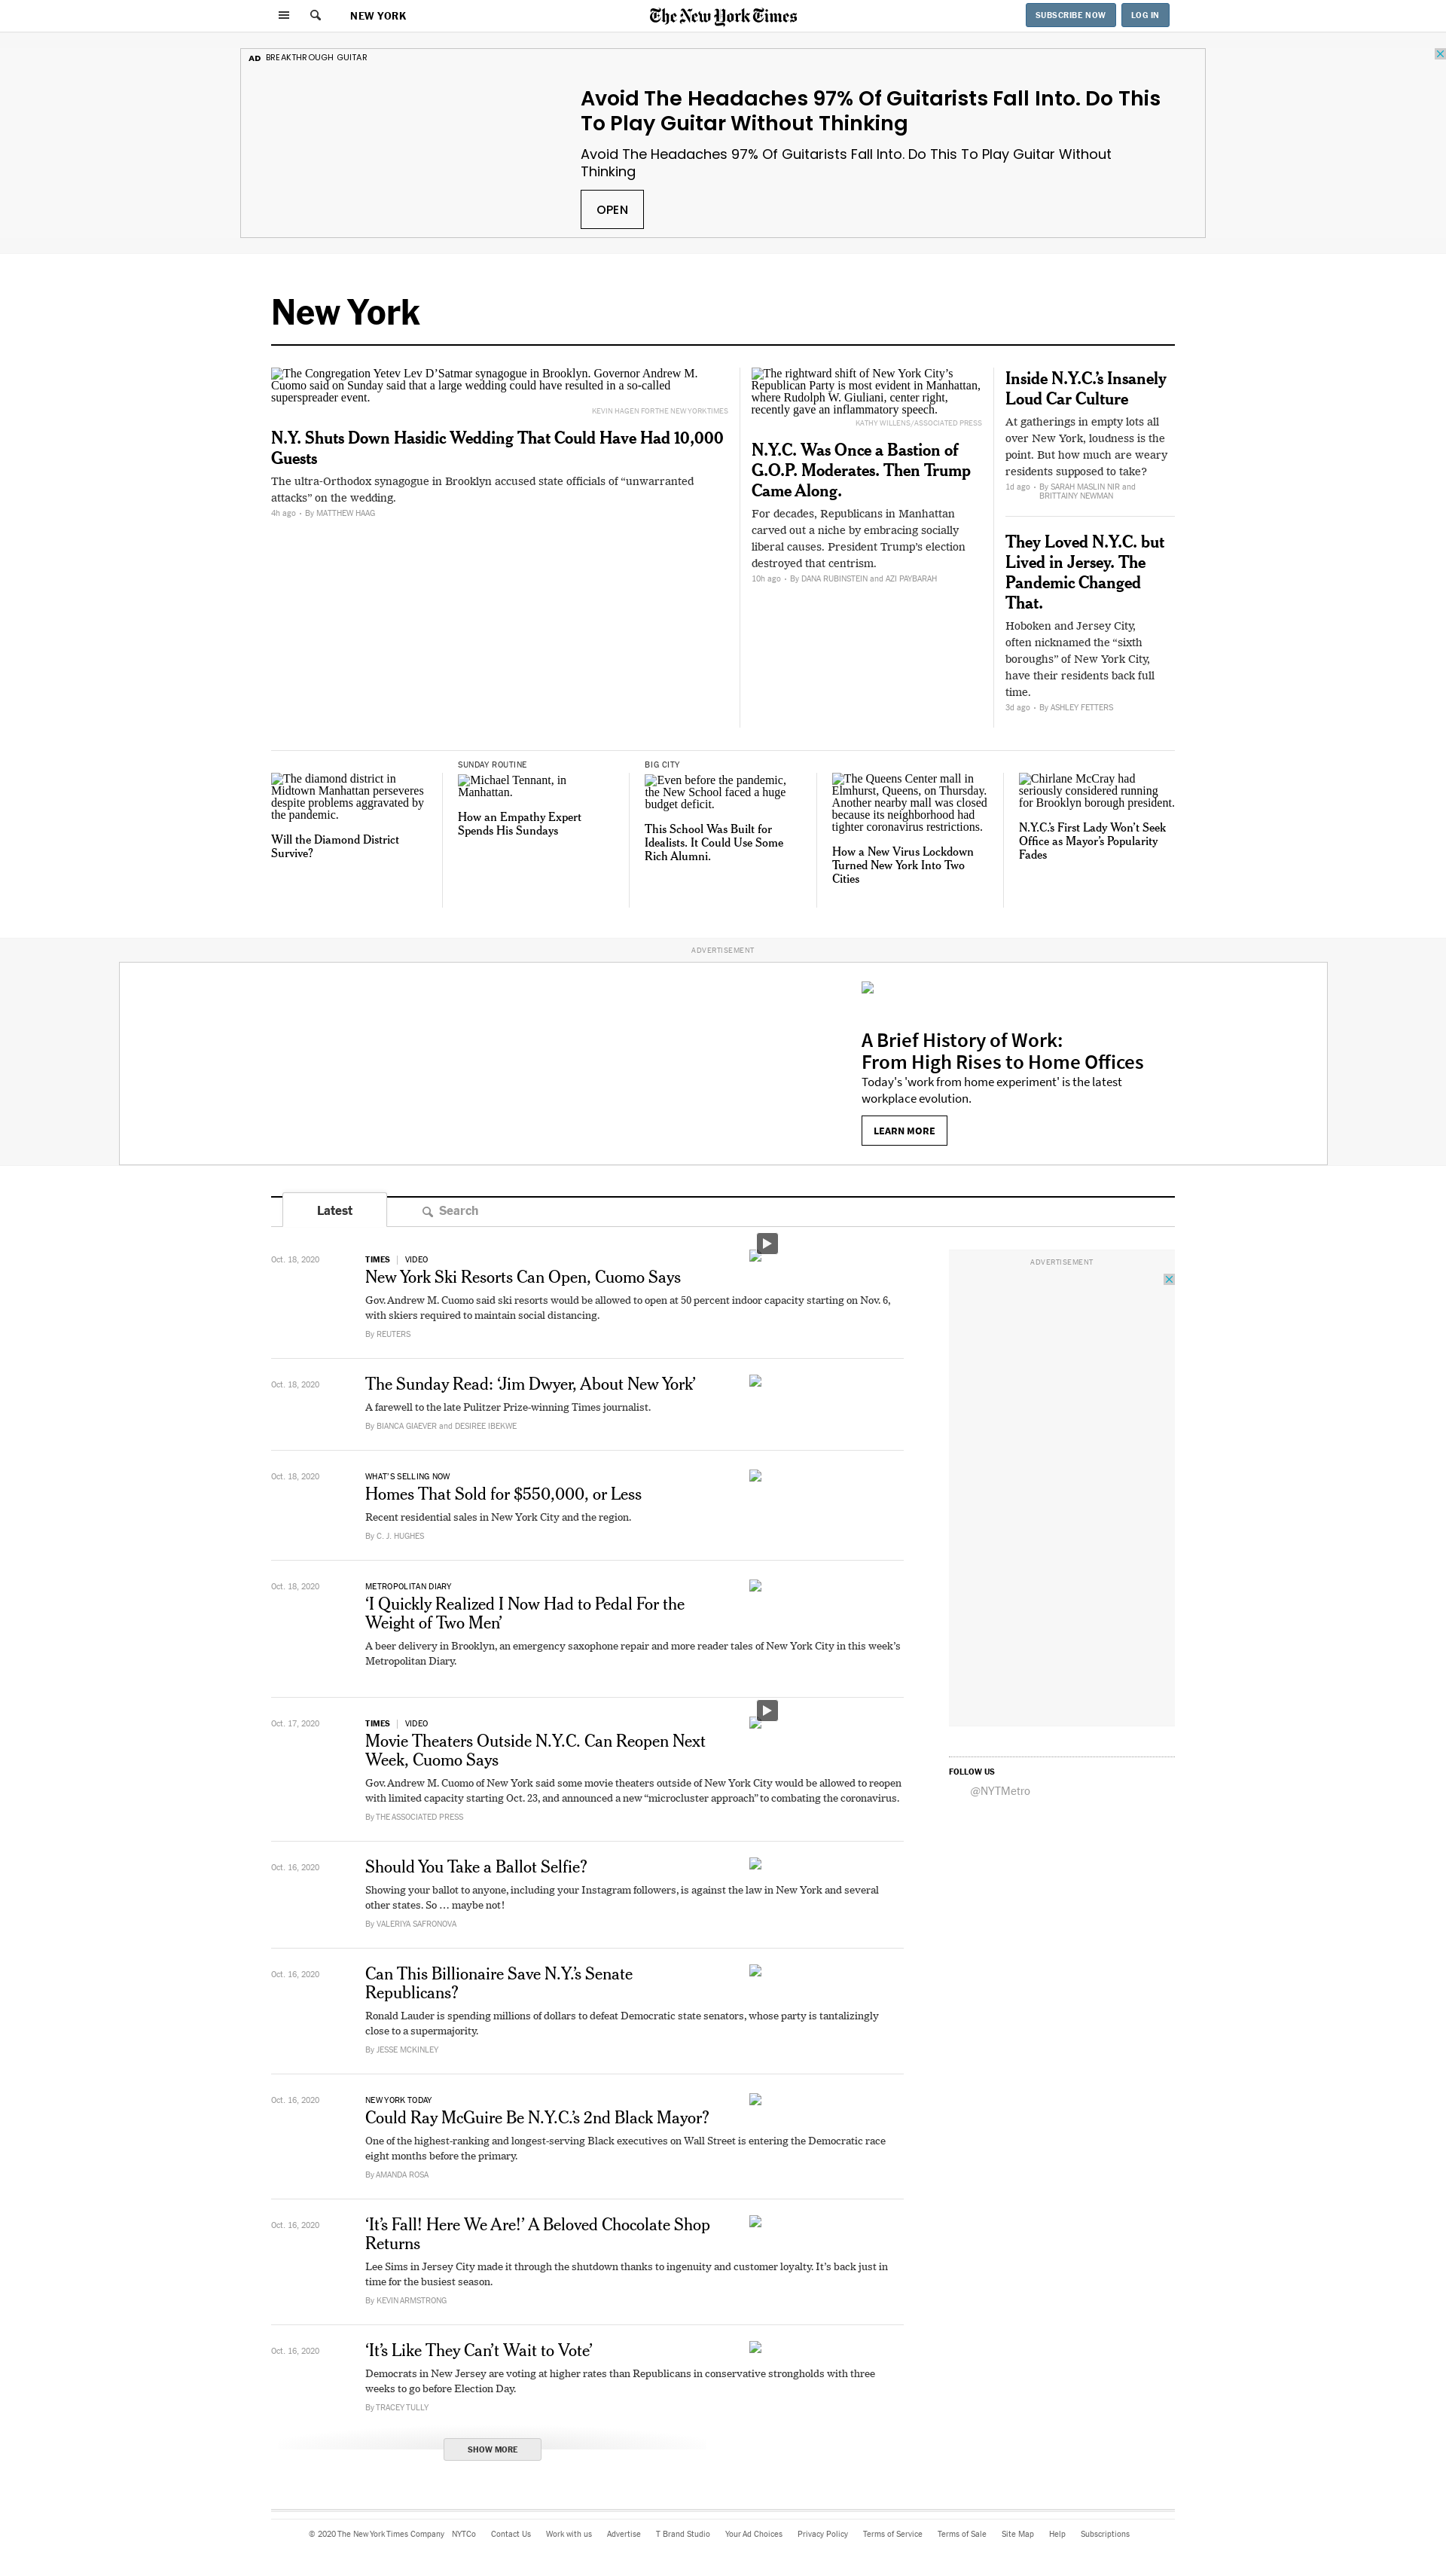 NEW YORK
The New York Times
SUBSCRIBE NOW
LOG IN
AD BREAKTHROUGH GUITAR
Avoid The Headaches 97% Of Guitarists Fall Into. Do This
To Play Guitar Without Thinking
Avoid The Headaches 97% Of Guitarists Fall Into. Do This To Play Guitar Without
Thinking
OPEN
New York
The Congregation Yetev Lev D’Satmar synagogue in Brooklyn. Governor Andrew M.
Cuomo said on Sunday said that a large wedding could have resulted in a so-called
superspreader event.
KEVIN HAGEN FOR THE NEW YORK TIMES
N.Y. Shuts Down Hasidic Wedding That Could Have Had 10,000
Guests
The ultra-Orthodox synagogue in Brooklyn accused state officials of “unwarranted
attacks” on the wedding.
4h ago • By MATTHEW HAAG
The rightward shift of New York City’s
Republican Party is most evident in Manhattan,
where Rudolph W. Giuliani, center right,
recently gave an inflammatory speech.
KATHY WILLENS/ASSOCIATED PRESS
N.Y.C. Was Once a Bastion of
G.O.P. Moderates. Then Trump
Came Along.
For decades, Republicans in Manhattan
carved out a niche by embracing socially
liberal causes. President Trump’s election
destroyed that centrism.
10h ago • By DANA RUBINSTEIN and AZI PAYBARAH
Inside N.Y.C.’s Insanely
Loud Car Culture
At gatherings in empty lots all
over New York, loudness is the
point. But how much are weary
residents supposed to take?
1d ago • By SARAH MASLIN NIR and
BRITTAINY NEWMAN
They Loved N.Y.C. but
Lived in Jersey. The
Pandemic Changed
That.
Hoboken and Jersey City,
often nicknamed the “sixth
boroughs” of New York City,
have their residents back full
time.
3d ago • By ASHLEY FETTERS
The diamond district in
Midtown Manhattan perseveres
despite problems aggravated by
the pandemic.
Will the Diamond District
Survive?
SUNDAY ROUTINE
Michael Tennant, in
Manhattan.
How an Empathy Expert
Spends His Sundays
BIG CITY
Even before the pandemic,
the New School faced a huge
budget deficit.
This School Was Built for
Idealists. It Could Use Some
Rich Alumni.
The Queens Center mall in
Elmhurst, Queens, on Thursday.
Another nearby mall was closed
because its neighborhood had
tighter coronavirus restrictions.
How a New Virus Lockdown
Turned New York Into Two
Cities
Chirlane McCray had
seriously considered running
for Brooklyn borough president.
N.Y.C.’s First Lady Won’t Seek
Office as Mayor’s Popularity
Fades
ADVERTISEMENT
A Brief History of Work:
From High Rises to Home Offices
Today's 'work from home experiment' is the latest
workplace evolution.
LEARN MORE
Latest
Search
Oct. 18, 2020
TIMES | VIDEO
New York Ski Resorts Can Open, Cuomo Says
Gov. Andrew M. Cuomo said ski resorts would be allowed to open at 50 percent indoor capacity starting on Nov. 6,
with skiers required to maintain social distancing.
By REUTERS
ADVERTISEMENT
Oct. 18, 2020
The Sunday Read: ‘Jim Dwyer, About New York’
A farewell to the late Pulitzer Prize-winning Times journalist.
By BIANCA GIAEVER and DESIREE IBEKWE
Oct. 18, 2020
WHAT'S SELLING NOW
Homes That Sold for $550,000, or Less
Recent residential sales in New York City and the region.
By C. J. HUGHES
Oct. 18, 2020
METROPOLITAN DIARY
‘I Quickly Realized I Now Had to Pedal For the
Weight of Two Men’
A beer delivery in Brooklyn, an emergency saxophone repair and more reader tales of New York City in this week’s
Metropolitan Diary.
Oct. 17, 2020
TIMES | VIDEO
Movie Theaters Outside N.Y.C. Can Reopen Next
Week, Cuomo Says
Gov. Andrew M. Cuomo of New York said some movie theaters outside of New York City would be allowed to reopen
with limited capacity starting Oct. 23, and announced a new “microcluster approach” to combating the coronavirus.
By THE ASSOCIATED PRESS
FOLLOW US
@NYTMetro
Oct. 16, 2020
Should You Take a Ballot Selfie?
Showing your ballot to anyone, including your Instagram followers, is against the law in New York and several
other states. So … maybe not!
By VALERIYA SAFRONOVA
Oct. 16, 2020
Can This Billionaire Save N.Y.’s Senate
Republicans?
Ronald Lauder is spending millions of dollars to defeat Democratic state senators, whose party is tantalizingly
close to a supermajority.
By JESSE MCKINLEY
Oct. 16, 2020
NEW YORK TODAY
Could Ray McGuire Be N.Y.C.’s 2nd Black Mayor?
One of the highest-ranking and longest-serving Black executives on Wall Street is entering the Democratic race
eight months before the primary.
By AMANDA ROSA
Oct. 16, 2020
‘It’s Fall! Here We Are!’ A Beloved Chocolate Shop
Returns
Lee Sims in Jersey City made it through the shutdown thanks to ingenuity and customer loyalty. It’s back just in
time for the busiest season.
By KEVIN ARMSTRONG
Oct. 16, 2020
‘It’s Like They Can’t Wait to Vote’
Democrats in New Jersey are voting at higher rates than Republicans in conservative strongholds with three
weeks to go before Election Day.
By TRACEY TULLY
SHOW MORE
© 2020 The New York Times Company NYTCo Contact Us Work with us Advertise T Brand Studio Your Ad Choices Privacy Policy Terms of Service Terms of Sale Site Map Help Subscriptions